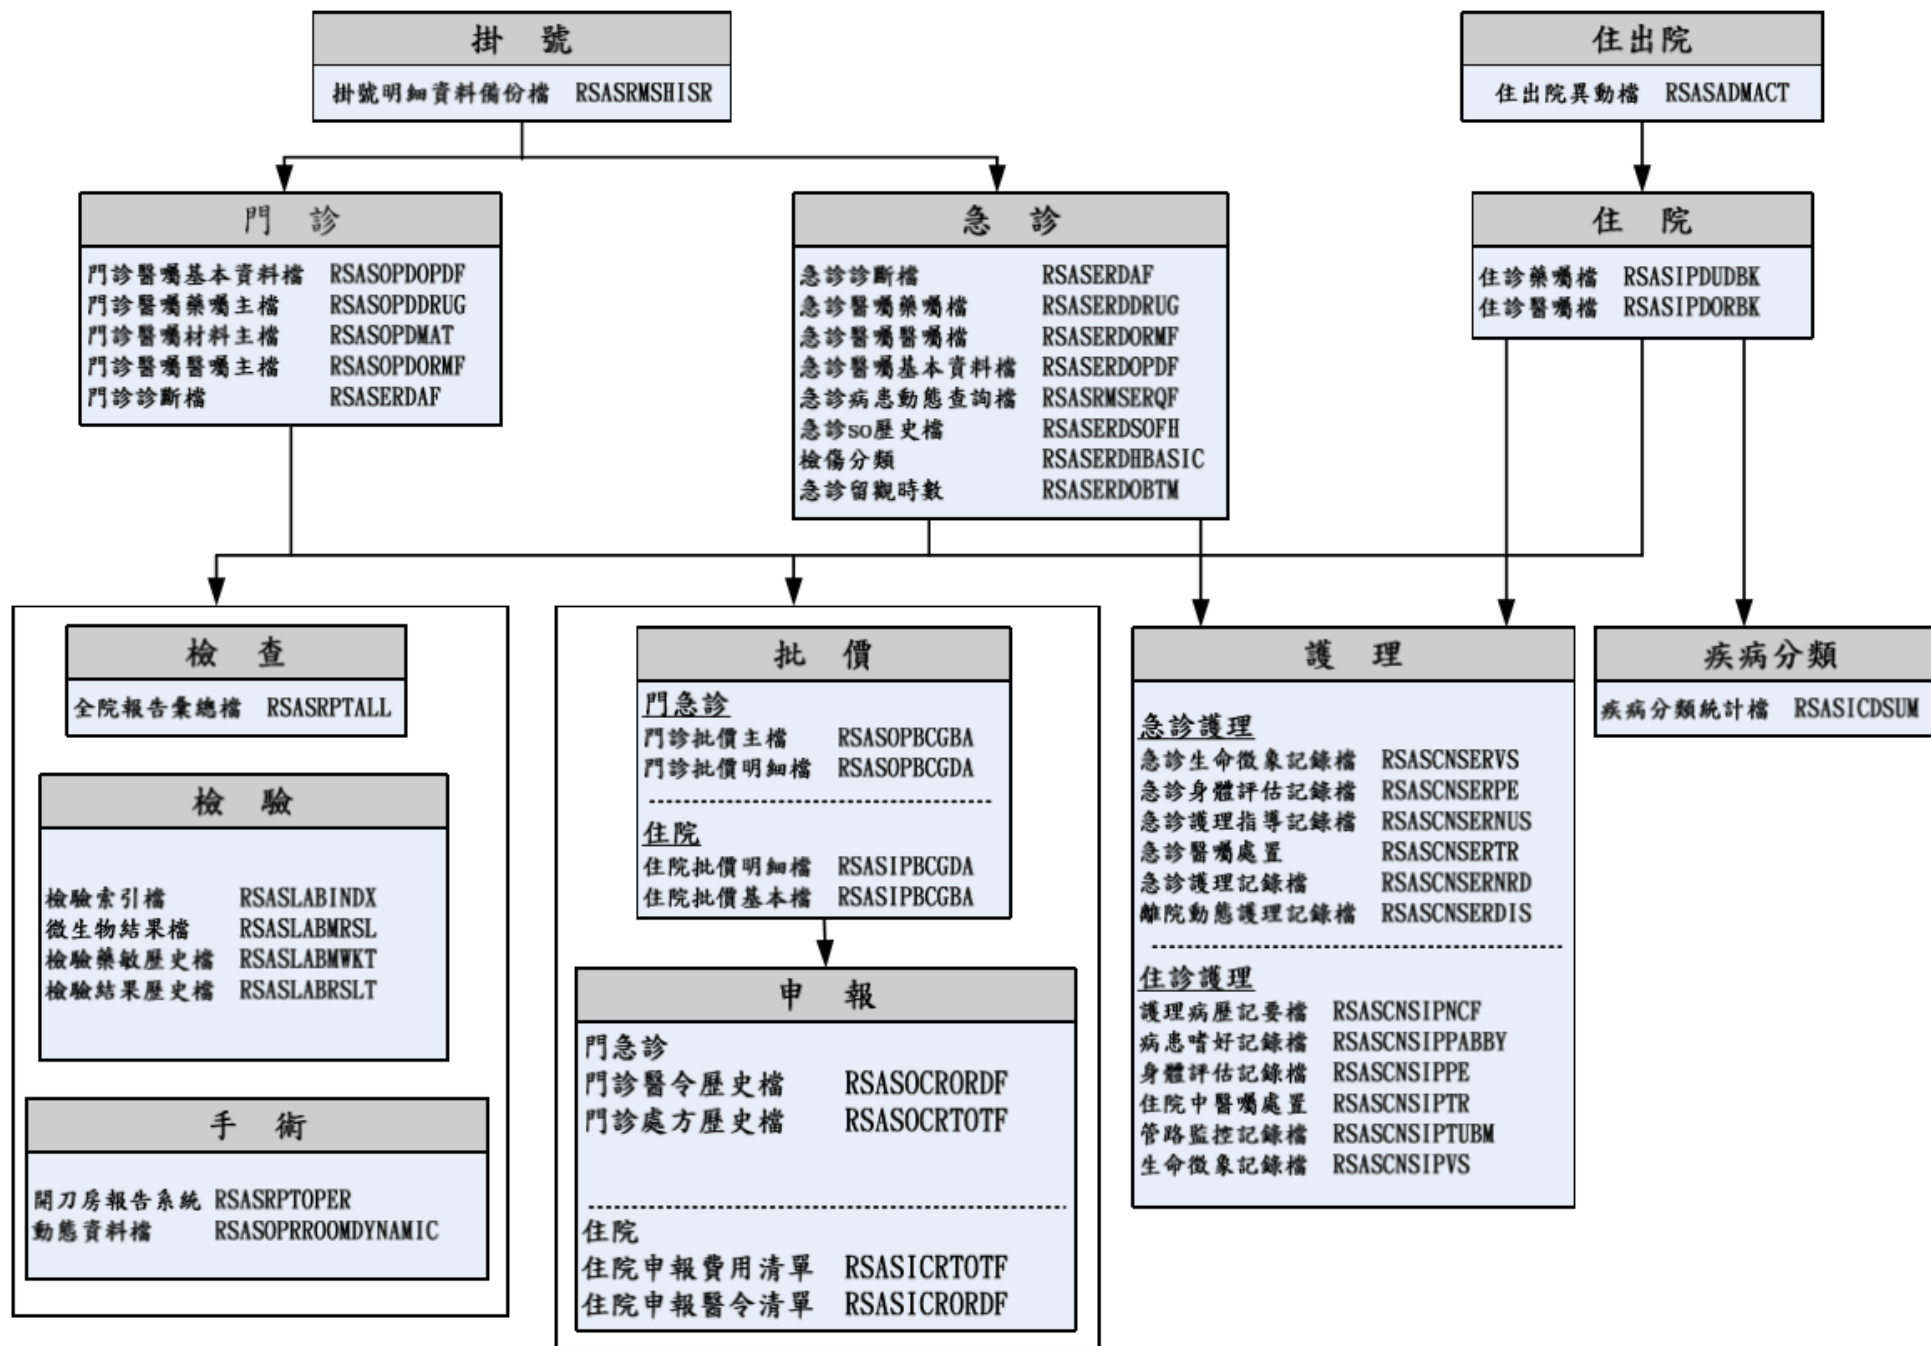 掛 號
掛號明細資料備份檔 RSASRMSHISR
住出院
住出院異動檔 RSASADMACT
門 診
門診醫囑基本資料檔 RSASOPDOPDF
門診醫囑藥囑主檔 RSASOPDDRUG
門診醫囑材料主檔 RSASOPDMAT
門診醫囑醫囑主檔 RSASOPDORMF
門診診斷檔 RSASERDAF
急 診
急診診斷檔 RSASERDAF
急診醫囑藥囑檔 RSASERDDRUG
急診醫囑醫囑檔 RSASERDORMF
急診醫囑基本資料檔 RSASERDOPDF
急診病患動態查詢檔 RSASRMSERQF
急診SO歷史檔 RSASERDSOFH
檢傷分類 RSASERDHBASIC
急診留觀時數 RSASERDOBTM
住 院
住診藥囑檔 RSASIPDUDBK
住診醫囑檔 RSASIPDORBK
檢 查
全院報告彙總檔 RSASRPTALL
檢 驗
檢驗索引檔 RSASLABINDX
微生物結果檔 RSASLABMRSL
檢驗藥敏歷史檔 RSASLABMWKT
檢驗結果歷史檔 RSASLABRSLT
手 術
開刀房報告系統 RSASRPTOPER
動態資料檔 RSASOPRROOMDYNAMIC
批 價
門急診
門診批價主檔 RSASOPBCGBA
門診批價明細檔 RSASOPBCGDA
住院
住院批價明細檔 RSASIPBCGDA
住院批價基本檔 RSASIPBCGBA
申 報
門急診
門診醫令歷史檔 RSASOCRORDF
門診處方歷史檔 RSASOCRTOTF
住院
住院申報費用清單 RSASICRTOTF
住院申報醫令清單 RSASICRORDF
護 理
急診護理
急診生命徵象記錄檔 RSASCNSERVS
急診身體評估記錄檔 RSASCNSERPE
急診護理指導記錄檔 RSASCNSERNUS
急診醫囑處置 RSASCNSERTR
急診護理記錄檔 RSASCNSERNRD
離院動態護理記錄檔 RSASCNSERDIS
住診護理
護理病歷記要檔 RSASCNSIPNCF
病患嗜好記錄檔 RSASCNSIPPABBY
身體評估記錄檔 RSASCNSIPPE
住院中醫囑處置 RSASCNSIPTR
管路監控記錄檔 RSASCNSIPTUBM
生命徵象記錄檔 RSASCNSIPVS
疾病分類
疾病分類統計檔 RSASICDSUM